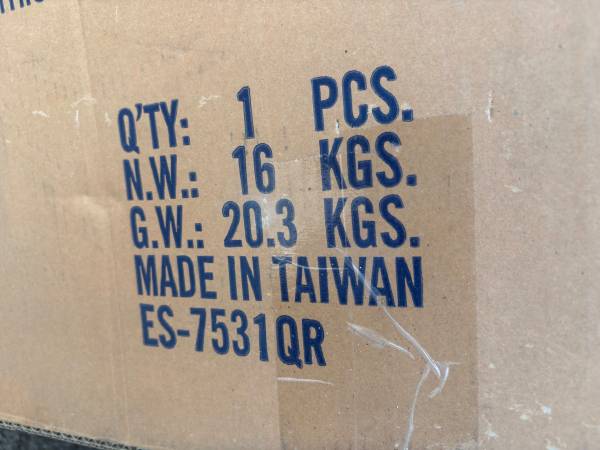 Q'TY: 1 PCS.
N.W.: 16 KGS.
G.W.: 20.3 KGS.
MADE IN TAIWAN
ES-7531QR